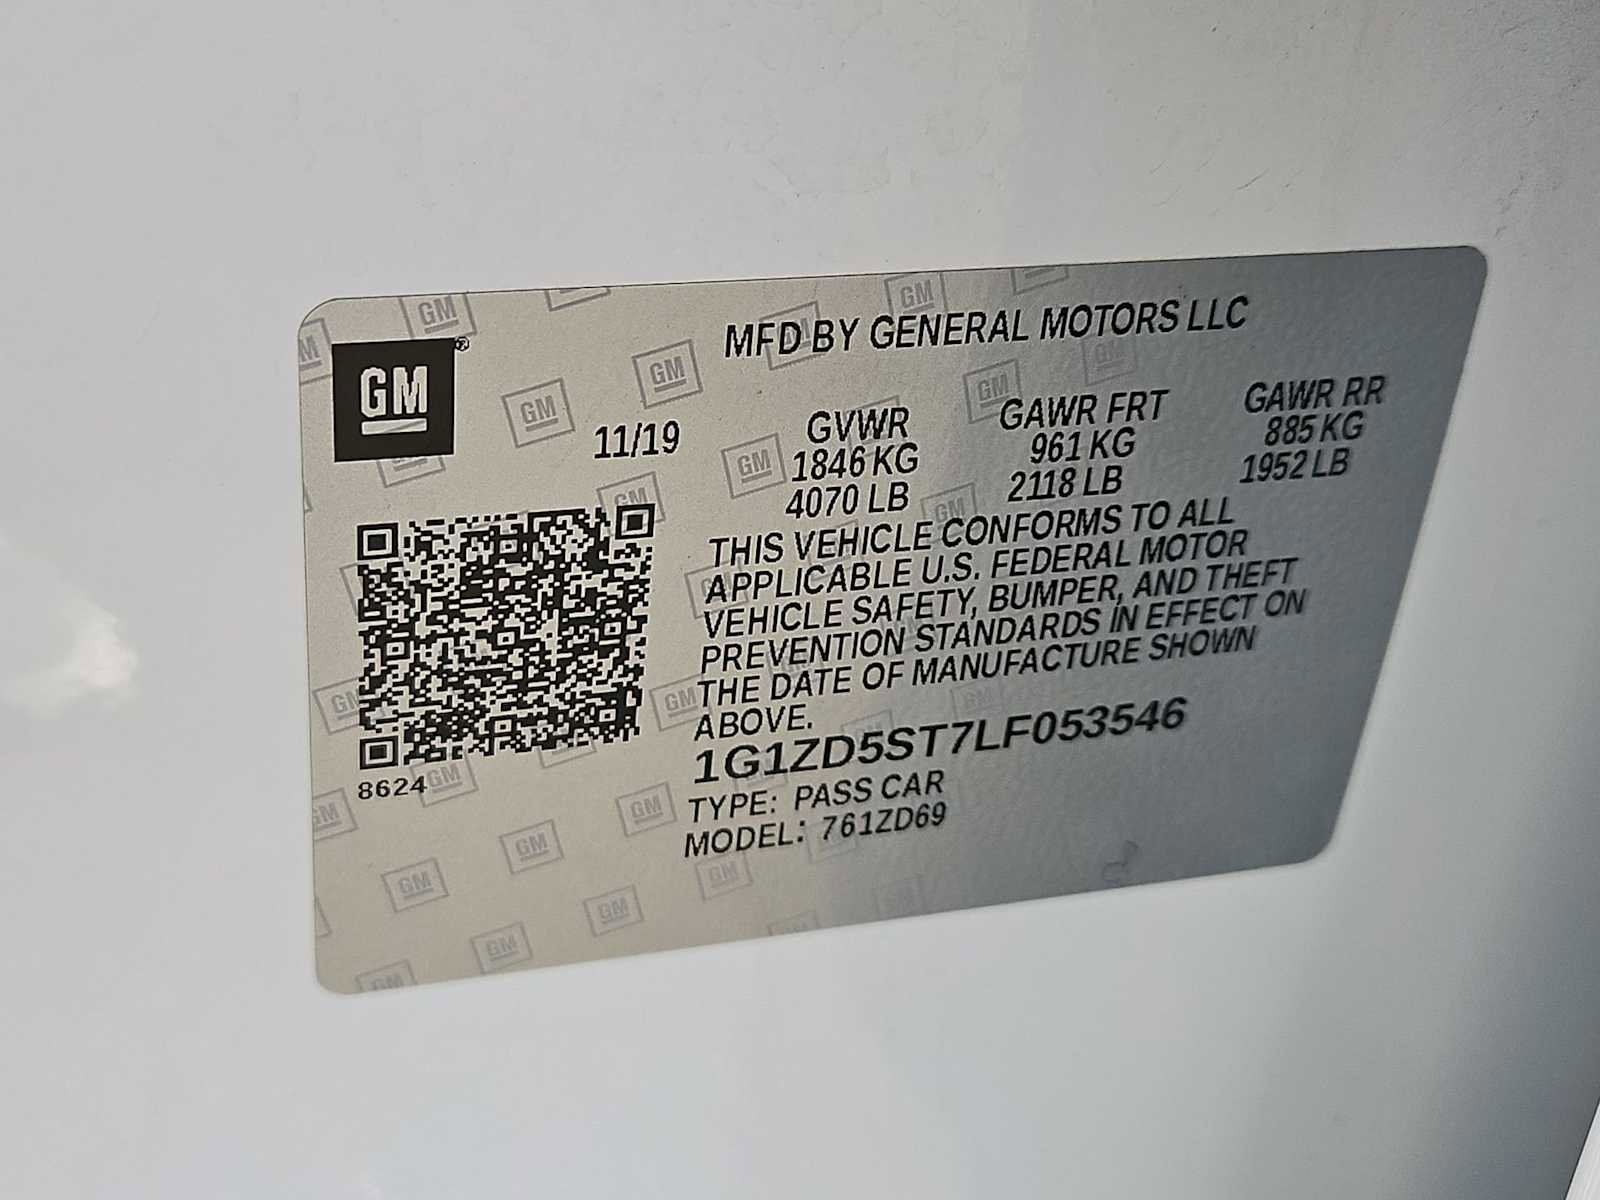 GM®
MFD BY GENERAL MOTORS LLC
11/19
GVWR GAWR FRT GAWR RR
1846 KG 961 KG 885 KG
4070 LB 2118 LB 1952 LB
THIS VEHICLE CONFORMS TO ALL
APPLICABLE U.S. FEDERAL MOTOR
VEHICLE SAFETY, BUMPER, AND THEFT
PREVENTION STANDARDS IN EFFECT ON
THE DATE OF MANUFACTURE SHOWN
ABOVE.
1G1ZD5ST7LF053546
TYPE: PASS CAR
MODEL: 761ZD69
8624